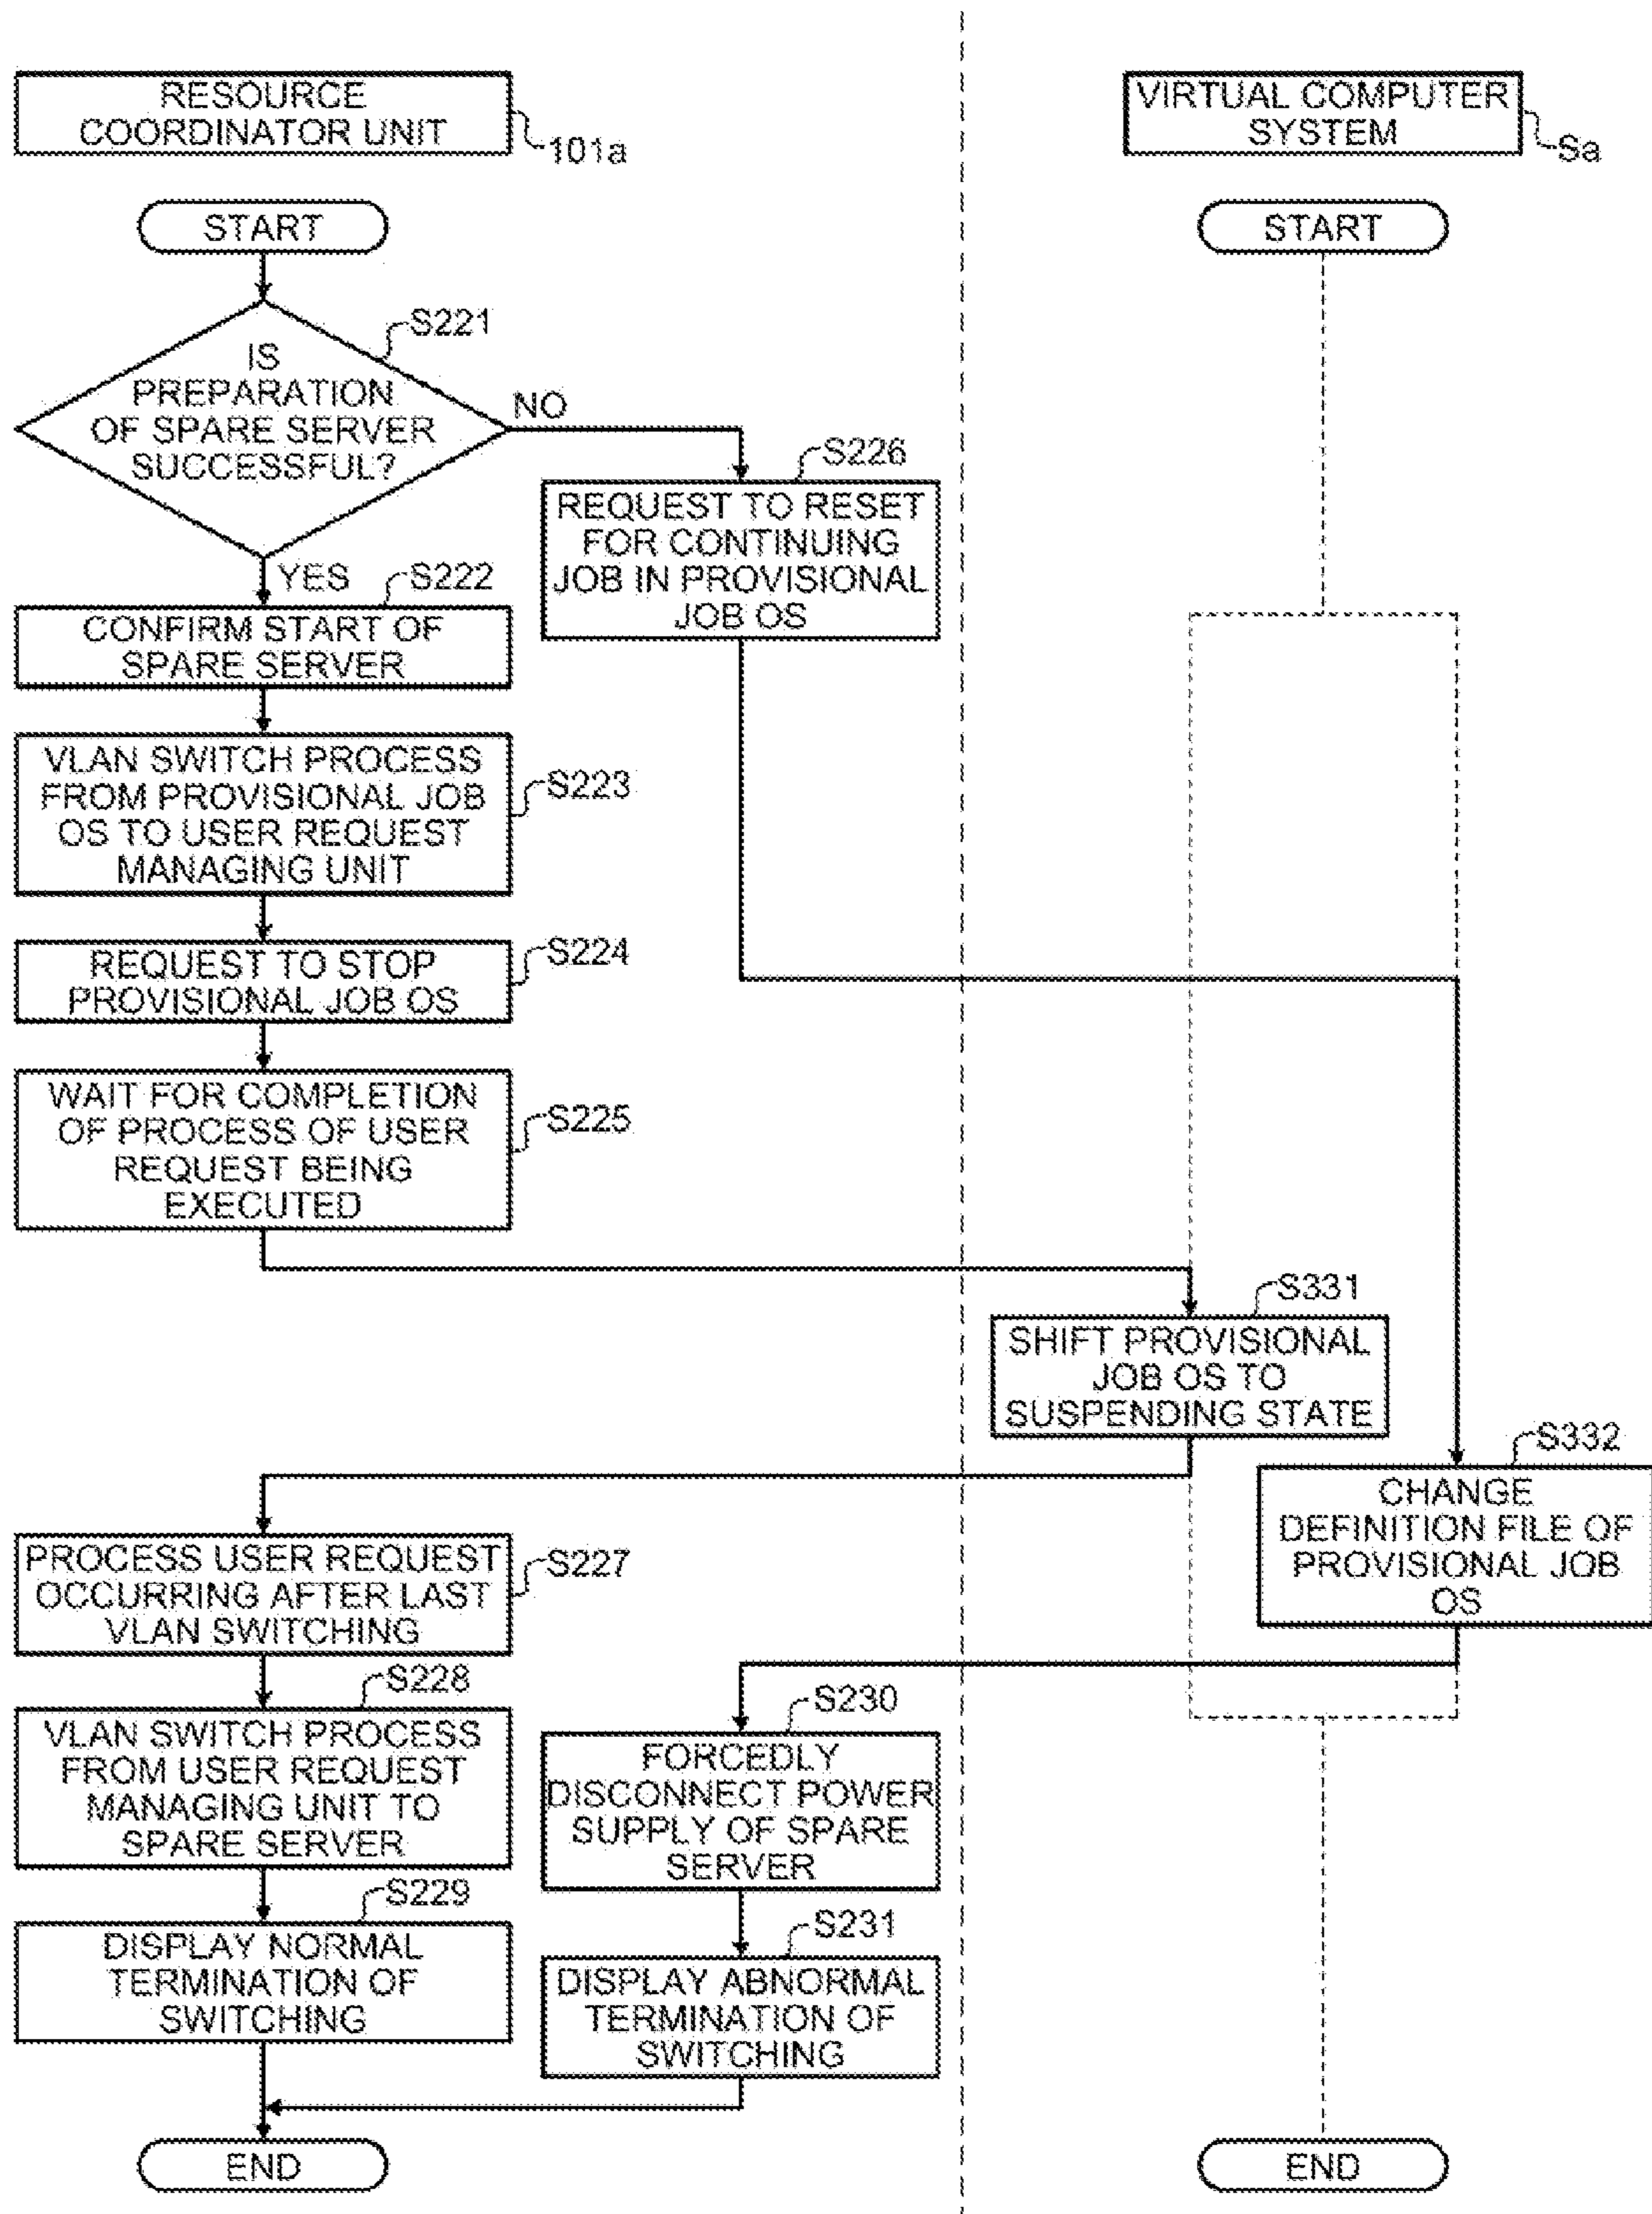 RESOURCE
COORDINATOR UNIT
101a
VIRTUAL COMPUTER
SYSTEM
Sa
START
START
S221
IS
PREPARATION
OF SPARE SERVER
SUCCESSFUL?
NO
YES
S226
REQUEST TO RESET
FOR CONTINUING
JOB IN PROVISIONAL
JOB OS
S222
CONFIRM START OF
SPARE SERVER
VLAN SWITCH PROCESS
FROM PROVISIONAL JOB
OS TO USER REQUEST
MANAGING UNIT
S223
REQUEST TO STOP
PROVISIONAL JOB OS
S224
WAIT FOR COMPLETION
OF PROCESS OF USER
REQUEST BEING
EXECUTED
S225
S331
SHIFT PROVISIONAL
JOB OS TO
SUSPENDING STATE
S332
CHANGE
DEFINITION FILE OF
PROVISIONAL JOB
OS
PROCESS USER REQUEST
OCCURRING AFTER LAST
VLAN SWITCHING
S227
S228
VLAN SWITCH PROCESS
FROM USER REQUEST
MANAGING UNIT TO
SPARE SERVER
S230
FORCEDLY
DISCONNECT POWER
SUPPLY OF SPARE
SERVER
S229
DISPLAY NORMAL
TERMINATION OF
SWITCHING
S231
DISPLAY ABNORMAL
TERMINATION OF
SWITCHING
END
END